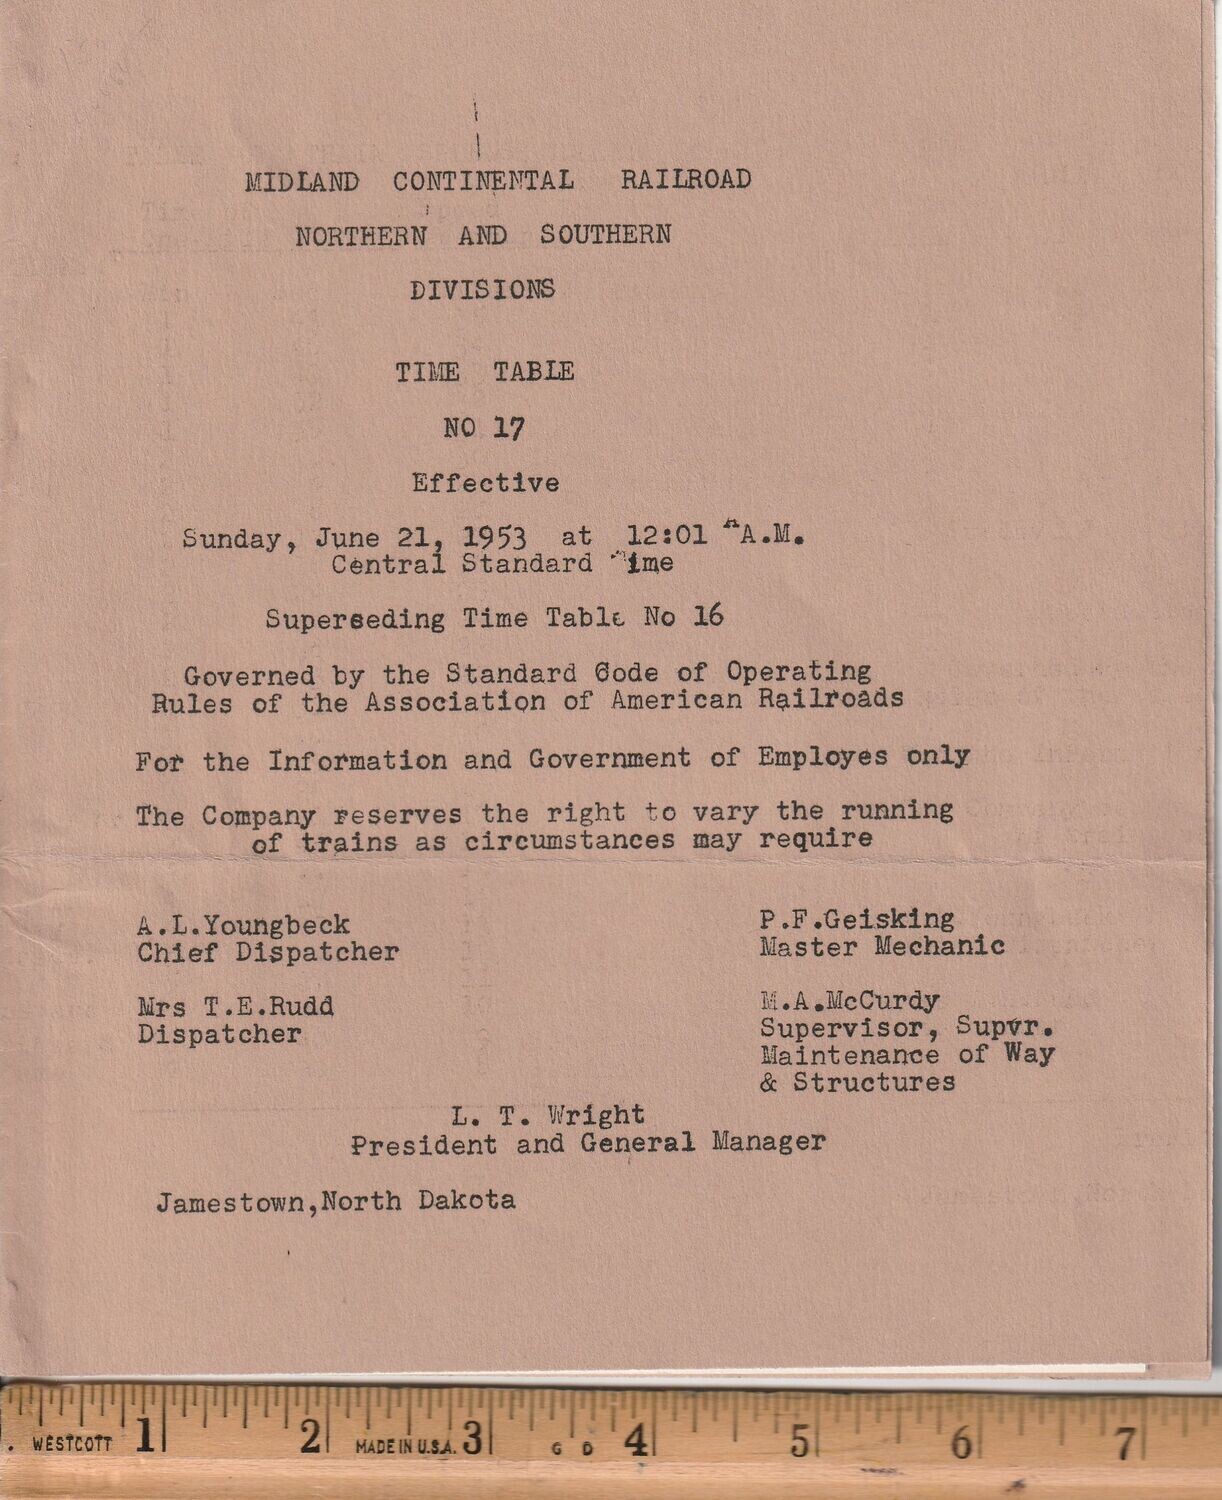 MIDLAND CONTINENTAL RAILROAD
NORTHERN AND SOUTHERN
DIVISIONS
TIME TABLE
NO 17
Effective
Sunday, June 21, 1953 at 12:01 A.M.
Central Standard Time
Superseding Time Table No 16
Governed by the Standard Code of Operating
Rules of the Association of American Railroads
For the Information and Government of Employes only
The Company reserves the right to vary the running
of trains as circumstances may require
A.L.Youngbeck
Chief Dispatcher
P.F.Geisking
Master Mechanic
Mrs T.E.Rudd
Dispatcher
M.A.McCurdy
Supervisor, Supvr.
Maintenance of Way
& Structures
L. T. Wright
President and General Manager
Jamestown,North Dakota
1 2 3 4 5 6 7
WESTCOTT MADE IN U.S.A. G D